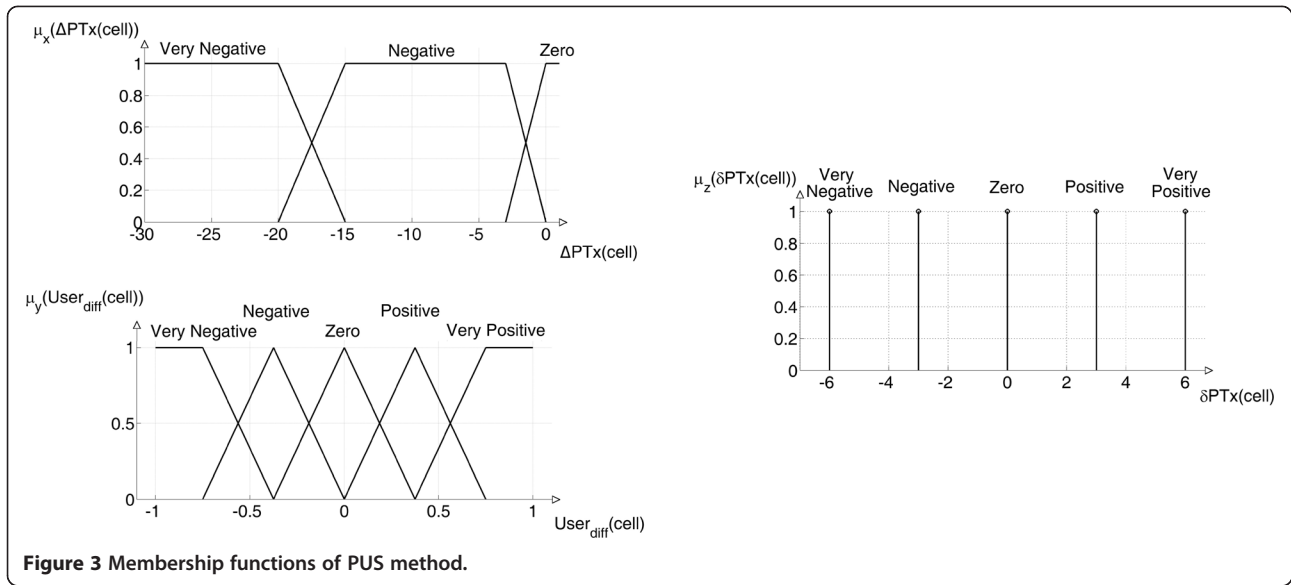 μx(ΔPTx(cell))
Very Negative Negative Zero
1
0.8
0.6
0.4
0.2
0
-30 -25 -20 -15 -10 -5 0
ΔPTx(cell)
μy(Userdiff(cell))
Negative Positive
Very Negative Zero Very Positive
1
0.5
0
-1 -0.5 0 0.5 1
Userdiff(cell)
μz(δPTx(cell))
Very Negative Negative Zero Positive Very Positive
1
0.8
0.6
0.4
0.2
0
-6 -4 -2 0 2 4 6
δPTx(cell)
Figure 3 Membership functions of PUS method.